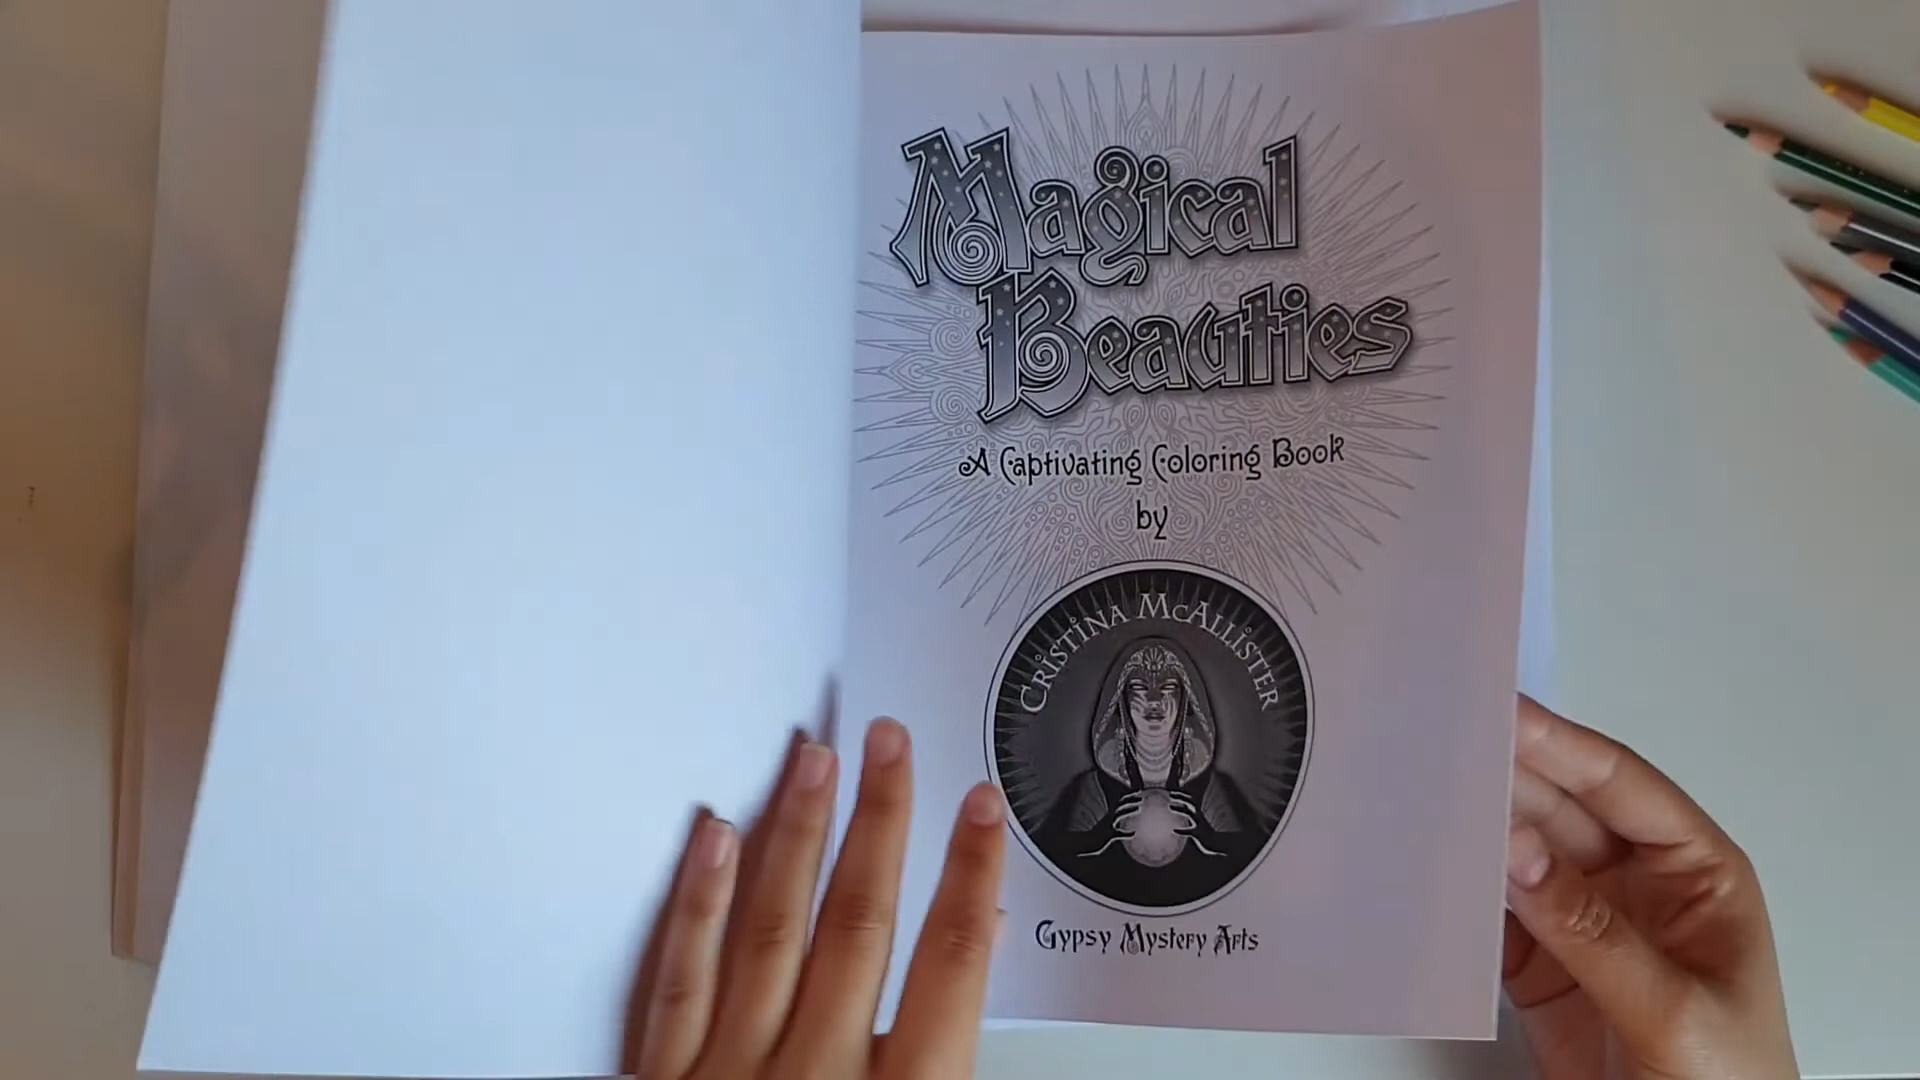 Magical
Beauties
A Captivating Coloring Book
by
CRiSTiNA McALLiSTER
Gypsy Mystery Arts